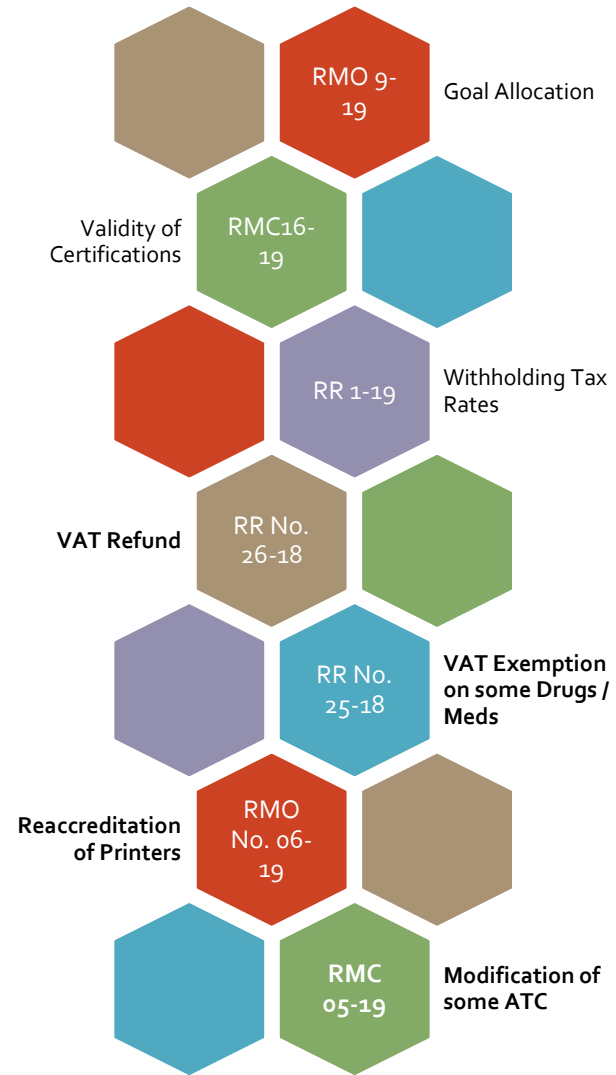 RMO 9-
19
Goal Allocation
Validity of
Certifications
RMC16-
19
RR 1-19
Withholding Tax
Rates
VAT Refund
RR No.
26-18
RR No.
25-18
VAT Exemption
on some Drugs /
Meds
Reaccreditation
of Printers
RMO
No. 06-
19
RMC
05-19
Modification of
some ATC